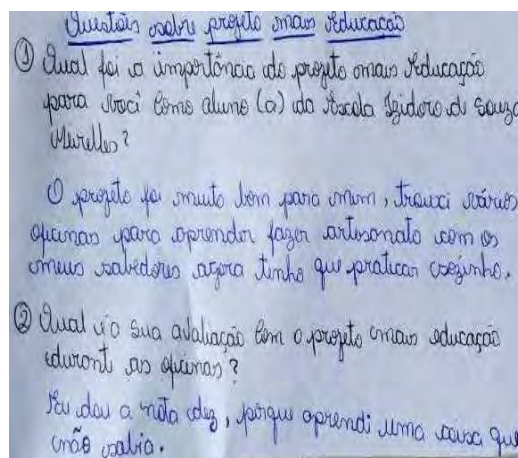 Questões sobre projeto mais Educação
① Qual foi a importância do projeto mais Educação
para você como aluno (a) da Escola Izidoro de Souza
Meirelles?
O projeto foi muito bom para mim, trouxe vários
oficinas para aprender fazer artesanato com os
meus sabedores agora tenho que praticar sozinho.
② Qual é a sua avaliação com o projeto mais educação
durante as oficinas?
Eu dou a nota dez, porque aprendi uma coisa que
não sabia.